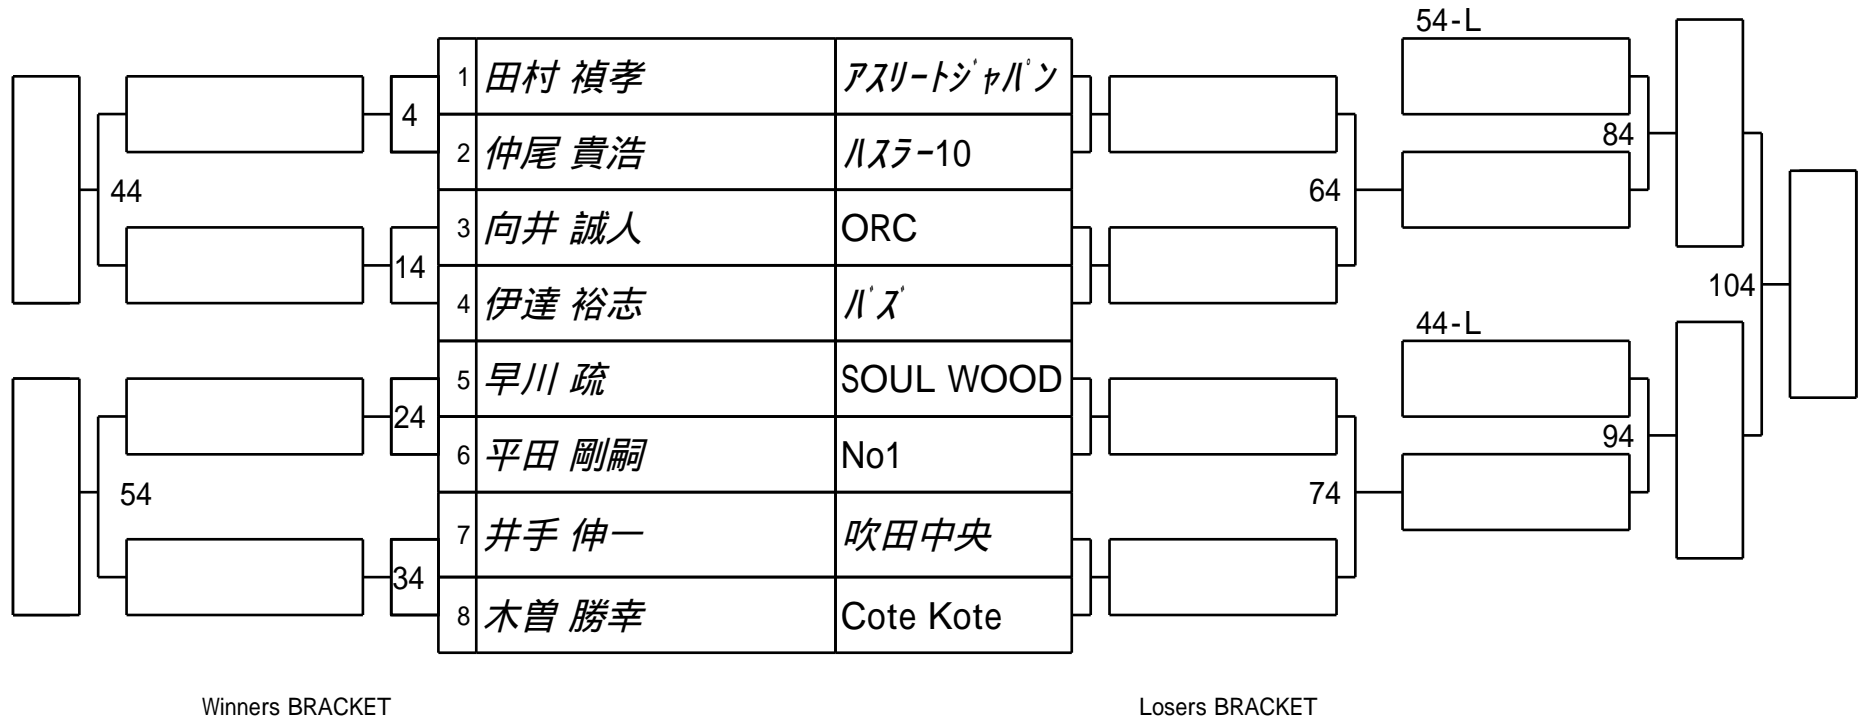 54-L
1 田村 禎孝 ｱｽﾘｰﾄｼﾞｬﾊﾟﾝ
4
84
2 仲尾 貴浩 ﾊｽﾗｰ10
44
64
3 向井 誠人 ORC
14
4 伊達 裕志 ﾊﾞｽﾞ
104
44-L
5 早川 疏 SOUL WOOD
24
94
6 平田 剛嗣 No1
54
74
7 井手 伸一 吹田中央
34
8 木曽 勝幸 Cote Kote
Winners BRACKET
Losers BRACKET